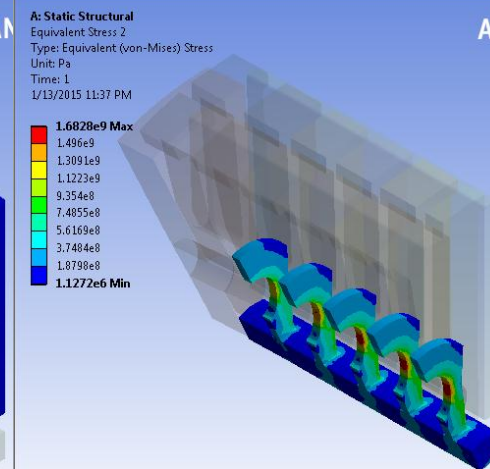 A: Static Structural
Equivalent Stress 2
Type: Equivalent (von-Mises) Stress
Unit: Pa
Time: 1
1/13/2015 11:37 PM
1.6828e9 Max
1.496e9
1.3091e9
1.1223e9
9.354e8
7.4855e8
5.6169e8
3.7484e8
1.8798e8
1.1272e6 Min